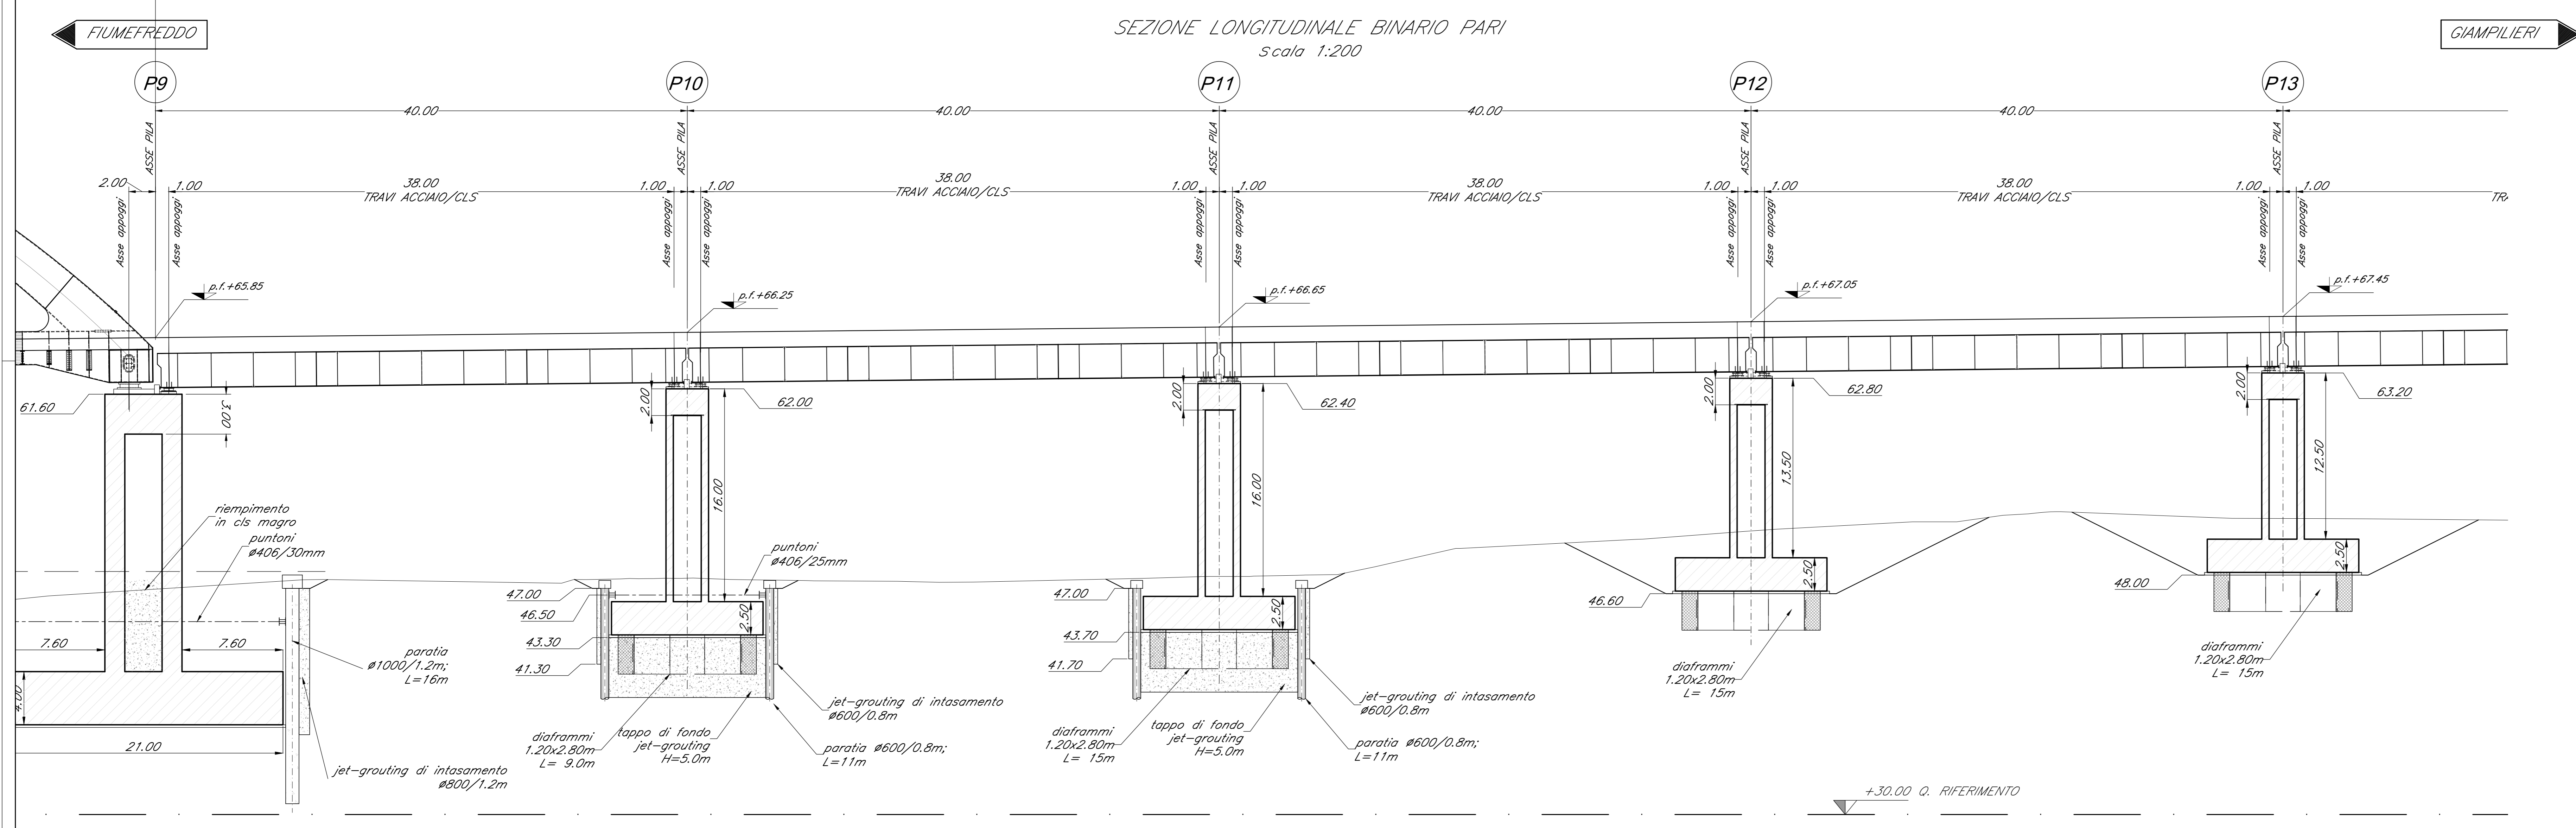 FIUMEFREDDO
SEZIONE LONGITUDINALE BINARIO PARI
scala 1:200
GIAMPILIERI
P9
P10
P11
P12
P13
40.00
40.00
40.00
40.00
ASSE PILA
ASSE PILA
ASSE PILA
ASSE PILA
ASSE PILA
2.00
1.00
38.00
TRAVI ACCIAIO/CLS
1.00
1.00
38.00
TRAVI ACCIAIO/CLS
1.00
1.00
38.00
TRAVI ACCIAIO/CLS
1.00
1.00
38.00
TRAVI ACCIAIO/CLS
1.00
1.00
Asse appoggi
Asse appoggi
Asse appoggi
Asse appoggi
Asse appoggi
Asse appoggi
Asse appoggi
Asse appoggi
Asse appoggi
Asse appoggi
p.f.+65.85
p.f.+66.25
p.f.+66.65
p.f.+67.05
p.f.+67.45
61.60
3.00
2.00
62.00
2.00
62.40
2.00
62.80
2.00
63.20
16.00
16.00
13.50
12.50
riempimento
in cls magro
puntoni
ø406/30mm
puntoni
ø406/25mm
47.00
46.50
43.30
41.30
2.50
47.00
43.70
41.70
2.50
46.60
2.50
48.00
2.50
7.60
7.60
4.00
21.00
paratia
ø1000/1.2m;
L=16m
jet-grouting di intasamento
ø800/1.2m
diaframmi
1.20x2.80m
L= 9.0m
tappo di fondo
jet-grouting
H=5.0m
jet-grouting di intasamento
ø600/0.8m
paratia ø600/0.8m;
L=11m
diaframmi
1.20x2.80m
L= 15m
tappo di fondo
jet-grouting
H=5.0m
jet-grouting di intasamento
ø600/0.8m
paratia ø600/0.8m;
L=11m
diaframmi
1.20x2.80m
L= 15m
diaframmi
1.20x2.80m
L= 15m
+30.00 Q. RIFERIMENTO